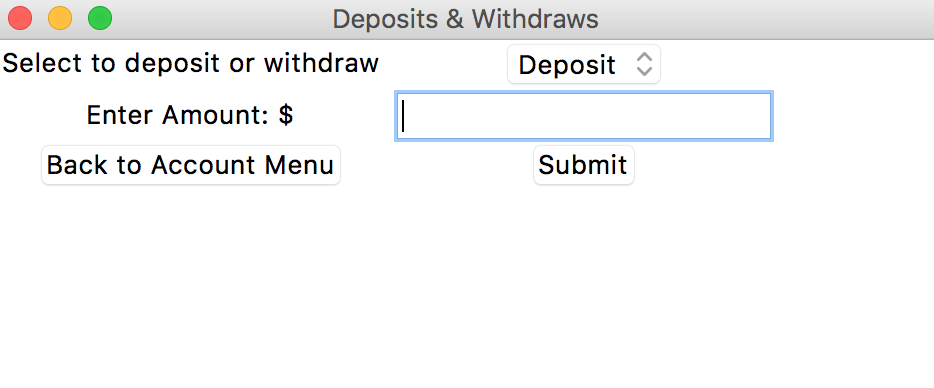 Deposits & Withdraws
Select to deposit or withdraw Deposit
Enter Amount: $
Back to Account Menu Submit